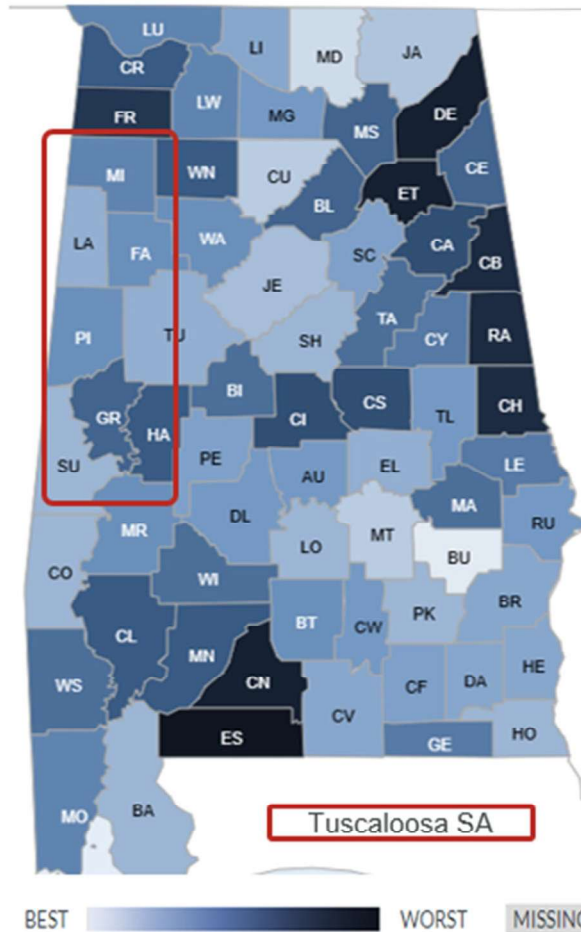 LU
LI
MD
JA
CR
LW
MG
MS
DE
FR
MI
WN
CU
BL
ET
CE
LA
FA
WA
JE
SC
CA
CB
PI
TU
SH
TA
CY
RA
GR
HA
BI
CI
CS
TL
CH
SU
PE
AU
EL
LE
MR
DL
LO
MT
MA
RU
CO
WI
BU
BR
CL
BT
CW
PK
WS
MN
CN
CF
DA
HE
ES
CV
GE
HO
MO
BA
Tuscaloosa SA
BEST WORST MISSING